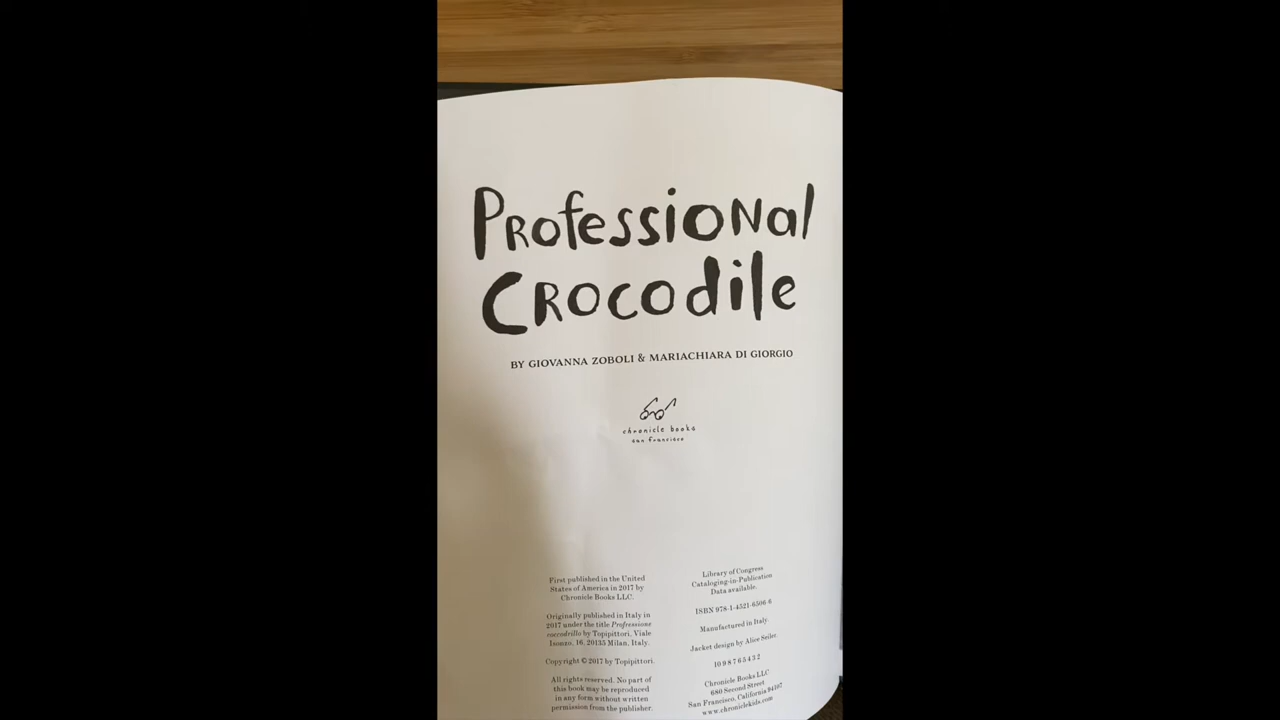 Professional
Crocodile
BY GIOVANNA ZOBOLI & MARIACHIARA DI GIORGIO
chronicle books
san francisco
First published in the United
States of America in 2017 by
Chronicle Books LLC.
Originally published in Italy in
2017 under the title Professione
coccodrillo by Topipittori, Viale
Isonzo, 16, 20135 Milan, Italy.
Copyright © 2017 by Topipittori.
All rights reserved. No part of
this book may be reproduced
in any form without written
permission from the publisher.
Library of Congress
Cataloging-in-Publication
Data available.
ISBN 978-1-4521-6506-6
Manufactured in Italy.
Jacket design by Alice Seiler.
10 9 8 7 6 5 4 3 2
Chronicle Books LLC
680 Second Street
San Francisco, California 94107
www.chroniclekids.com